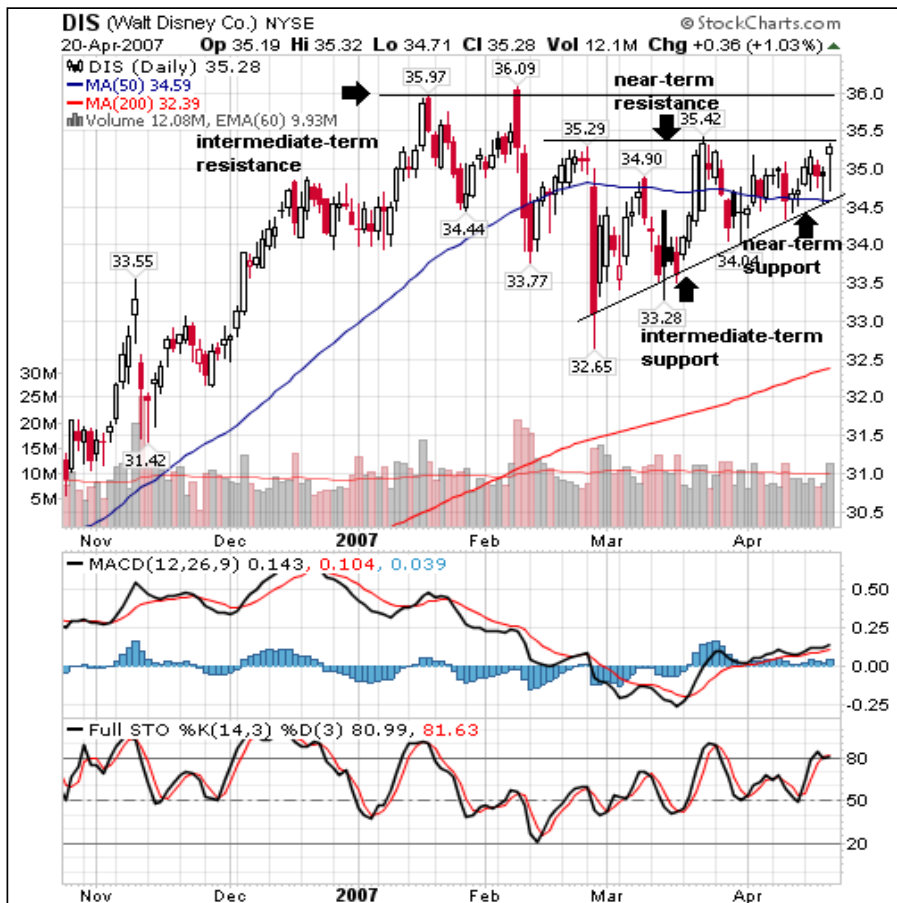 DIS (Walt Disney Co.) NYSE © StockCharts.com
20-Apr-2007 Op 35.19 Hi 35.32 Lo 34.71 Cl 35.28 Vol 12.1M Chg +0.36 (+1.03%)
DIS (Daily) 35.28
MA(50) 34.59
MA(200) 32.39
Volume 12.08M, EMA(60) 9.93M
intermediate-term
resistance
near-term
resistance
near-term
support
intermediate-term
support
33.55
31.42
35.97
34.44
36.09
33.77
35.29
32.65
34.90
33.28
35.42
34.04
36.0
35.5
35.0
34.5
34.0
33.5
33.0
32.5
32.0
31.5
31.0
30.5
30M
25M
20M
15M
10M
5M
Nov Dec 2007 Feb Mar Apr
MACD(12,26,9) 0.143, 0.104, 0.039
0.50
0.25
0.00
-0.25
Full STO %K(14,3) %D(3) 80.99, 81.63
80
50
20
Nov Dec 2007 Feb Mar Apr